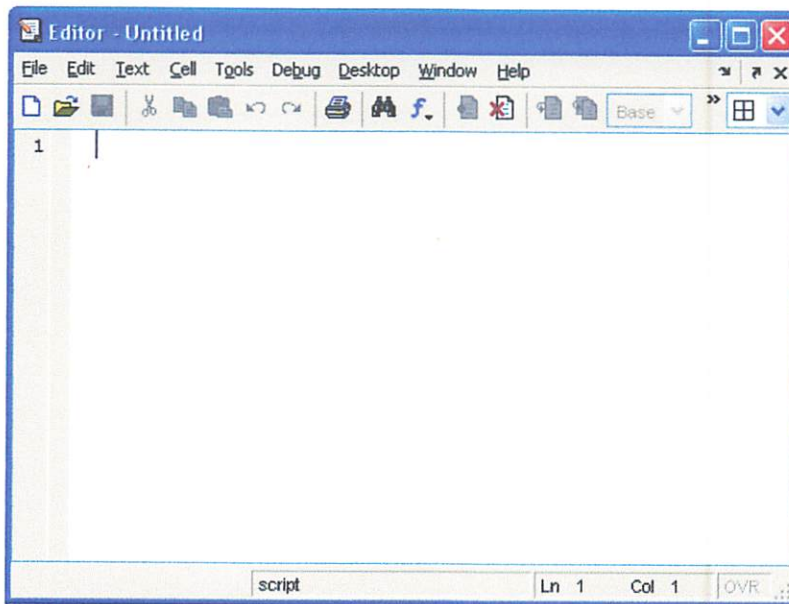 Editor - Untitled
File Edit Text Cell Tools Debug Desktop Window Help
Base
1
script Ln 1 Col 1 OVR